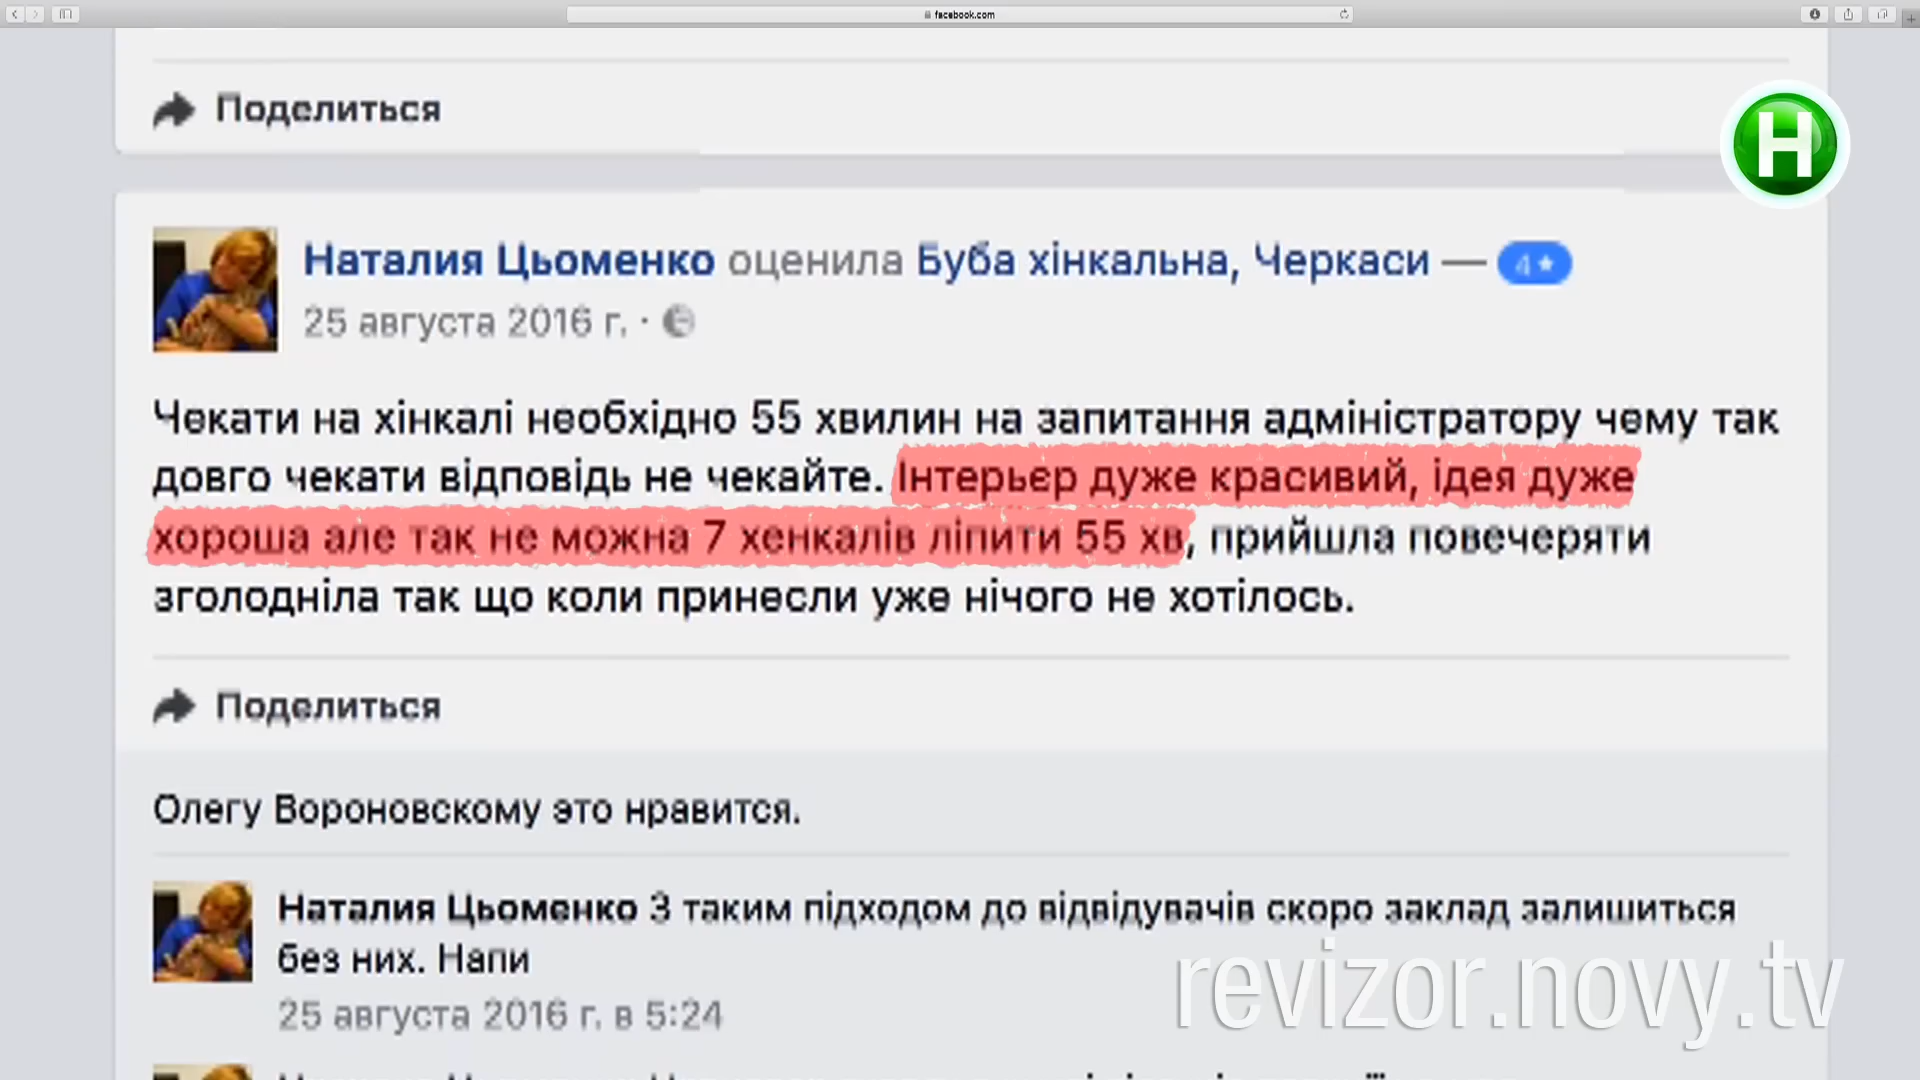 facebook.com
Поделиться
Н
Наталия Цьоменко оценила Буба хінкальна, Черкаси — 4★
25 августа 2016 г. ·
Чекати на хінкалі необхідно 55 хвилин на запитання адміністратору чему так
довго чекати відповідь не чекайте. Інтерьєр дуже красивий, ідея дуже
хороша але так не можна 7 хенкалів ліпити 55 хв, прийшла повечеряти
зголодніла так що коли принесли уже нічого не хотілось.
Поделиться
Олегу Вороновскому это нравится.
Наталия Цьоменко З таким підходом до відвідувачів скоро заклад залишиться
без них. Напи
25 августа 2016 г. в 5:24
revizor.novy.tv